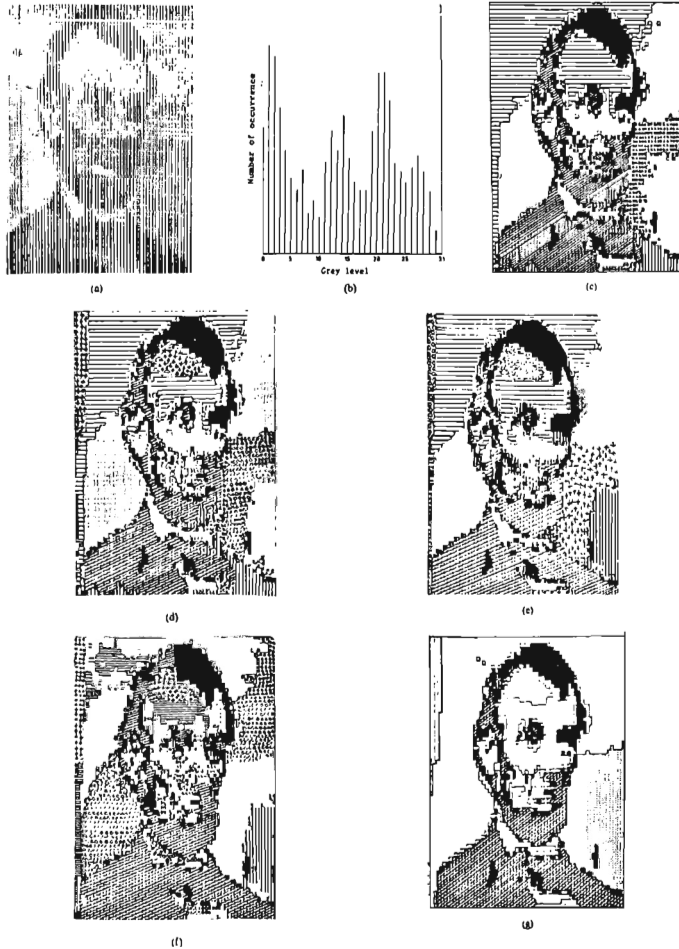 Number of occurrence
0 5 10 15 20 25 31
Grey level
(a)
(b)
(c)
(d)
(e)
(f)
(g)